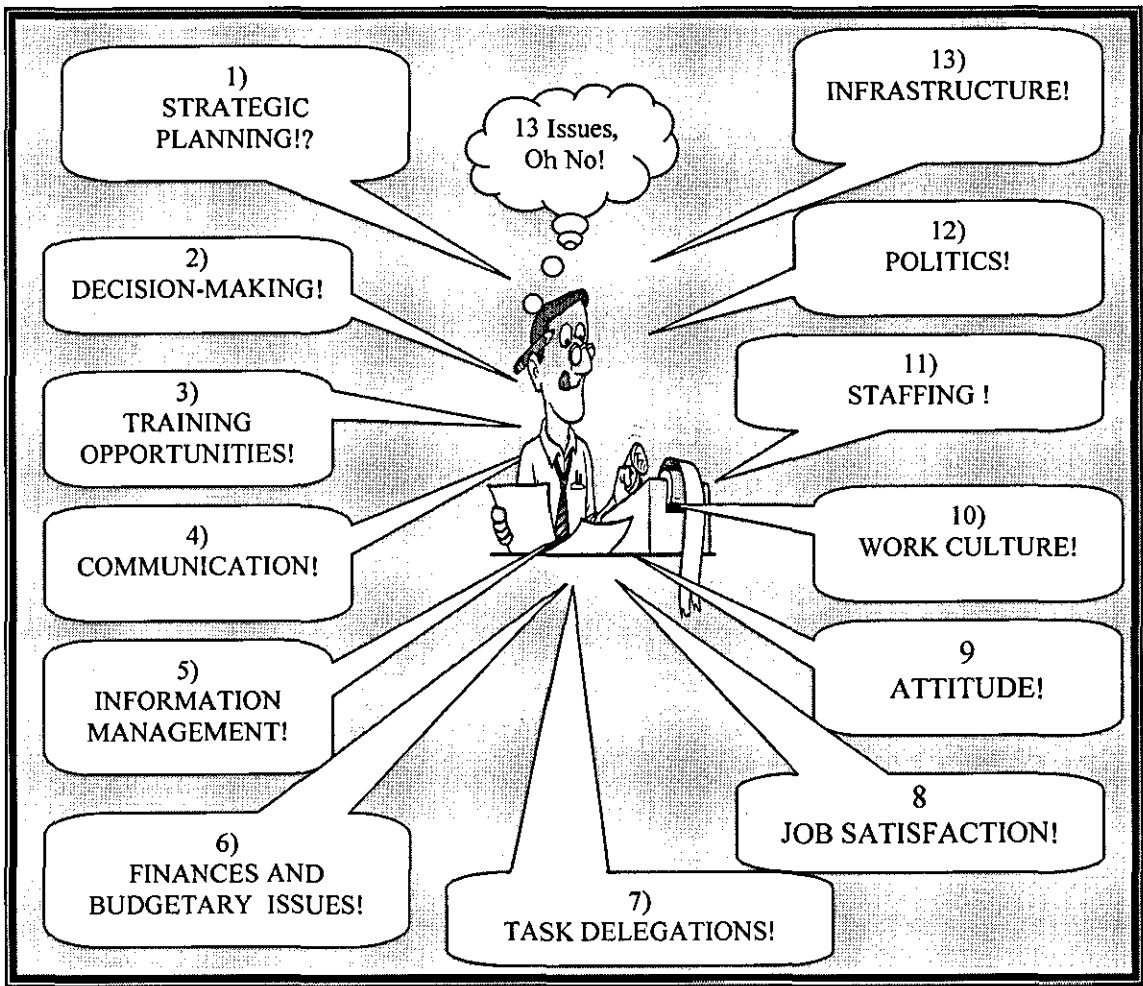 1)
STRATEGIC
PLANNING!?
13 Issues,
Oh No!
2)
DECISION-MAKING!
3)
TRAINING
OPPORTUNITIES!
4)
COMMUNICATION!
5)
INFORMATION
MANAGEMENT!
6)
FINANCES AND
BUDGETARY ISSUES!
7)
TASK DELEGATIONS!
8
JOB SATISFACTION!
9
ATTITUDE!
10)
WORK CULTURE!
11)
STAFFING !
12)
POLITICS!
13)
INFRASTRUCTURE!